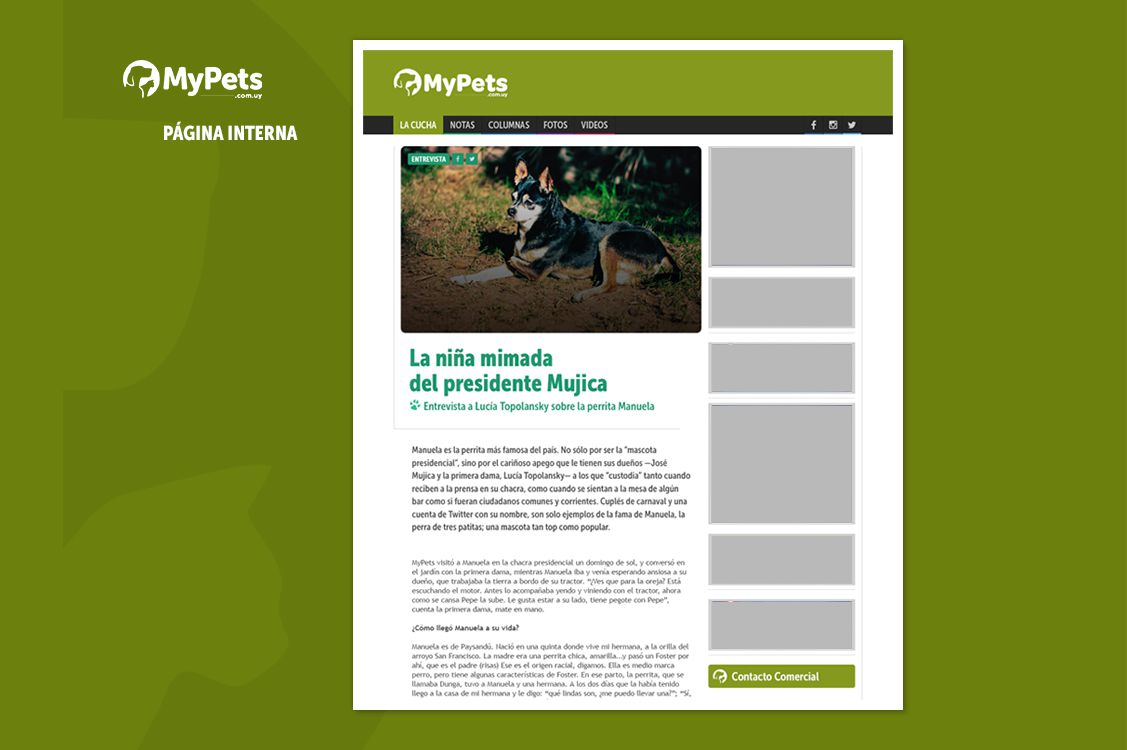 MyPets
.com.uy
PÁGINA INTERNA
MyPets
.com.uy
LA CUCHA NOTAS COLUMNAS FOTOS VIDEOS
ENTREVISTA
La niña mimada
del presidente Mujica
Entrevista a Lucía Topolansky sobre la perrita Manuela
Manuela es la perrita más famosa del país. No sólo por ser la "mascota
presidencial", sino por el cariñoso apego que le tienen sus dueños —José
Mujica y la primera dama, Lucía Topolansky— a los que "custodia" tanto cuando
reciben a la prensa en su chacra, como cuando se sientan a la mesa de algún
bar como si fueran ciudadanos comunes y corrientes. Cuplés de carnaval y una
cuenta de Twitter con su nombre, son solo ejemplos de la fama de Manuela, la
perra de tres patitas; una mascota tan top como popular.
MyPets visitó a Manuela en la chacra presidencial un domingo de sol, y conversó en
el jardín con la primera dama, mientras Manuela iba y venía esperando ansiosa a su
dueño, que trabajaba la tierra a bordo de su tractor. "¿Ves que para la oreja? Está
escuchando el motor. Antes lo acompañaba yendo y viniendo con el tractor, ahora
como se cansa Pepe la sube. Le gusta estar a su lado, tiene pegote con Pepe",
cuenta la primera dama, mate en mano.
¿Cómo llegó Manuela a su vida?
Manuela es de Paysandú. Nació en una quinta donde vive mi hermana, a la orilla del
arroyo San Francisco. La madre era una perrita chica, amarilla...y pasó un Foster por
ahí, que es el padre (risas) Ese es el origen racial, digamos. Ella es medio marca
perro, pero tiene algunas características de Foster. En ese parto, la perrita, que se
llamaba Dunga, tuvo a Manuela y una hermana. A los dos días que la había tenido
llego a la casa de mi hermana y le digo: "qué lindas son, ¿me puedo llevar una?"; "Sí,
Contacto Comercial